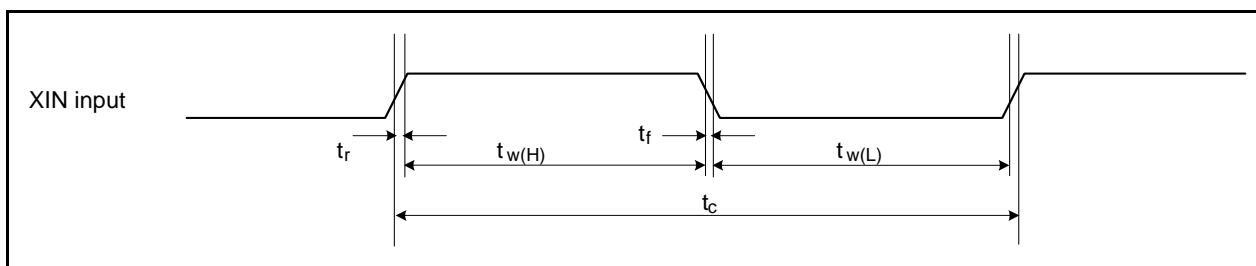 XIN input
tr
tw(H)
tf
tw(L)
tc